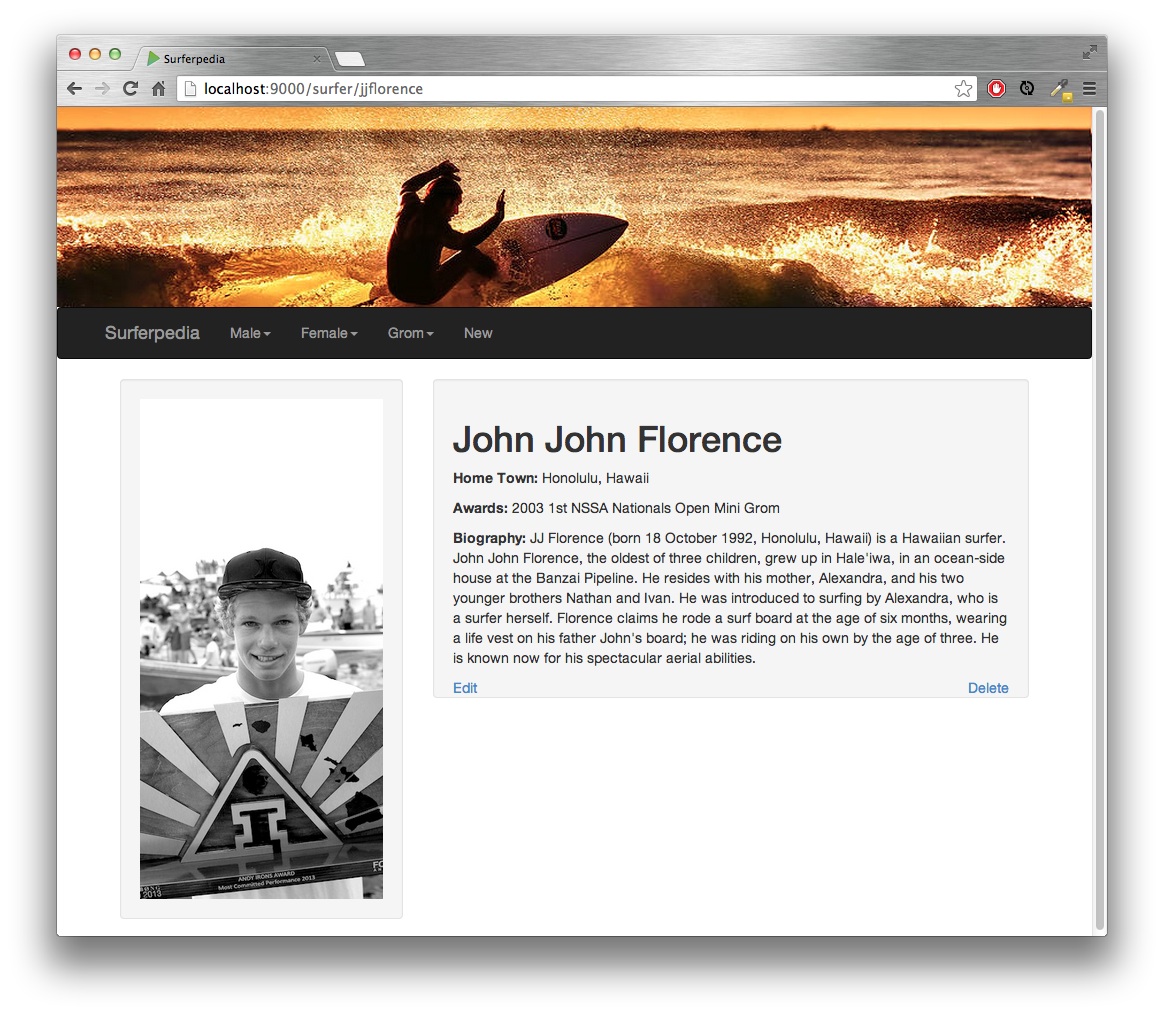 Surferpedia
localhost:9000/surfer/jjflorence
Surferpedia Male Female Grom New
John John Florence
Home Town: Honolulu, Hawaii
Awards: 2003 1st NSSA Nationals Open Mini Grom
Biography: JJ Florence (born 18 October 1992, Honolulu, Hawaii) is a Hawaiian surfer.
John John Florence, the oldest of three children, grew up in Hale'iwa, in an ocean-side
house at the Banzai Pipeline. He resides with his mother, Alexandra, and his two
younger brothers Nathan and Ivan. He was introduced to surfing by Alexandra, who is
a surfer herself. Florence claims he rode a surf board at the age of six months, wearing
a life vest on his father John's board; he was riding on his own by the age of three. He
is known now for his spectacular aerial abilities.
Edit Delete
ANDY IRONS AWARD
Most Commited Performance 2013
2013